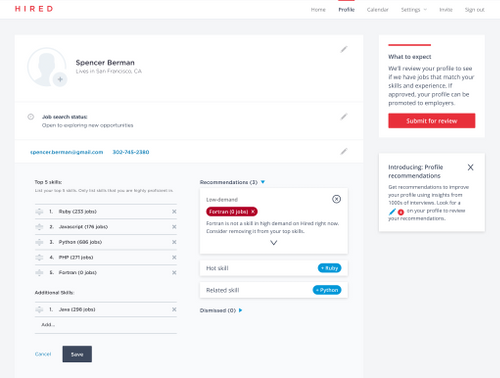 HIRED
Home Profile Calendar Settings Invite Sign out
Spencer Berman
Lives in San Francisco, CA
Job search status:
Open to exploring new opportunities
spencer.berman@gmail.com 302-745-2380
What to expect
We'll review your profile to see
if we have jobs that match your
skills and experience. If
approved, your profile can be
promoted to employers.
Submit for review
Introducing: Profile
recommendations
Get recommendations to improve
your profile using insights from
1000s of interviews. Look for a
on your profile to review
your recommendations.
Top 5 skills:
List your top 5 skills. Only list skills that you are highly proficient in.
1. Ruby (233 jobs)
2. Javascript (176 jobs)
3. Python (686 jobs)
4. PHP (271 jobs)
5. Fortran (0 jobs)
Additional Skills:
1. Java (296 jobs)
Add...
Cancel
Save
Recommendations (3)
Low-demand
Fortran (0 jobs) ×
Fortran is not a skill in high demand on Hired right now.
Consider removing it from your top skills.
Hot skill + Ruby
Related skill + Python
Dismissed (0)